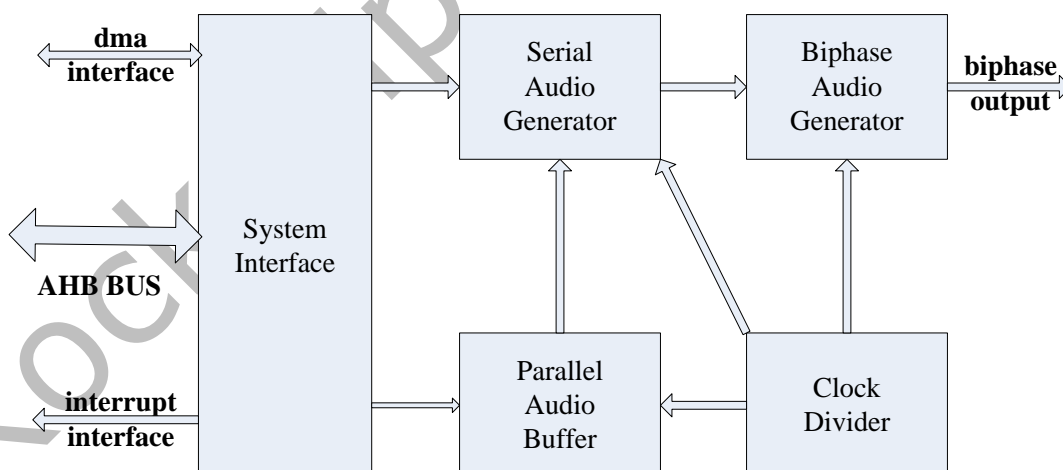 dma
interface
AHB BUS
interrupt
interface
System
Interface
Serial
Audio
Generator
Biphase
Audio
Generator
biphase
output
Parallel
Audio
Buffer
Clock
Divider